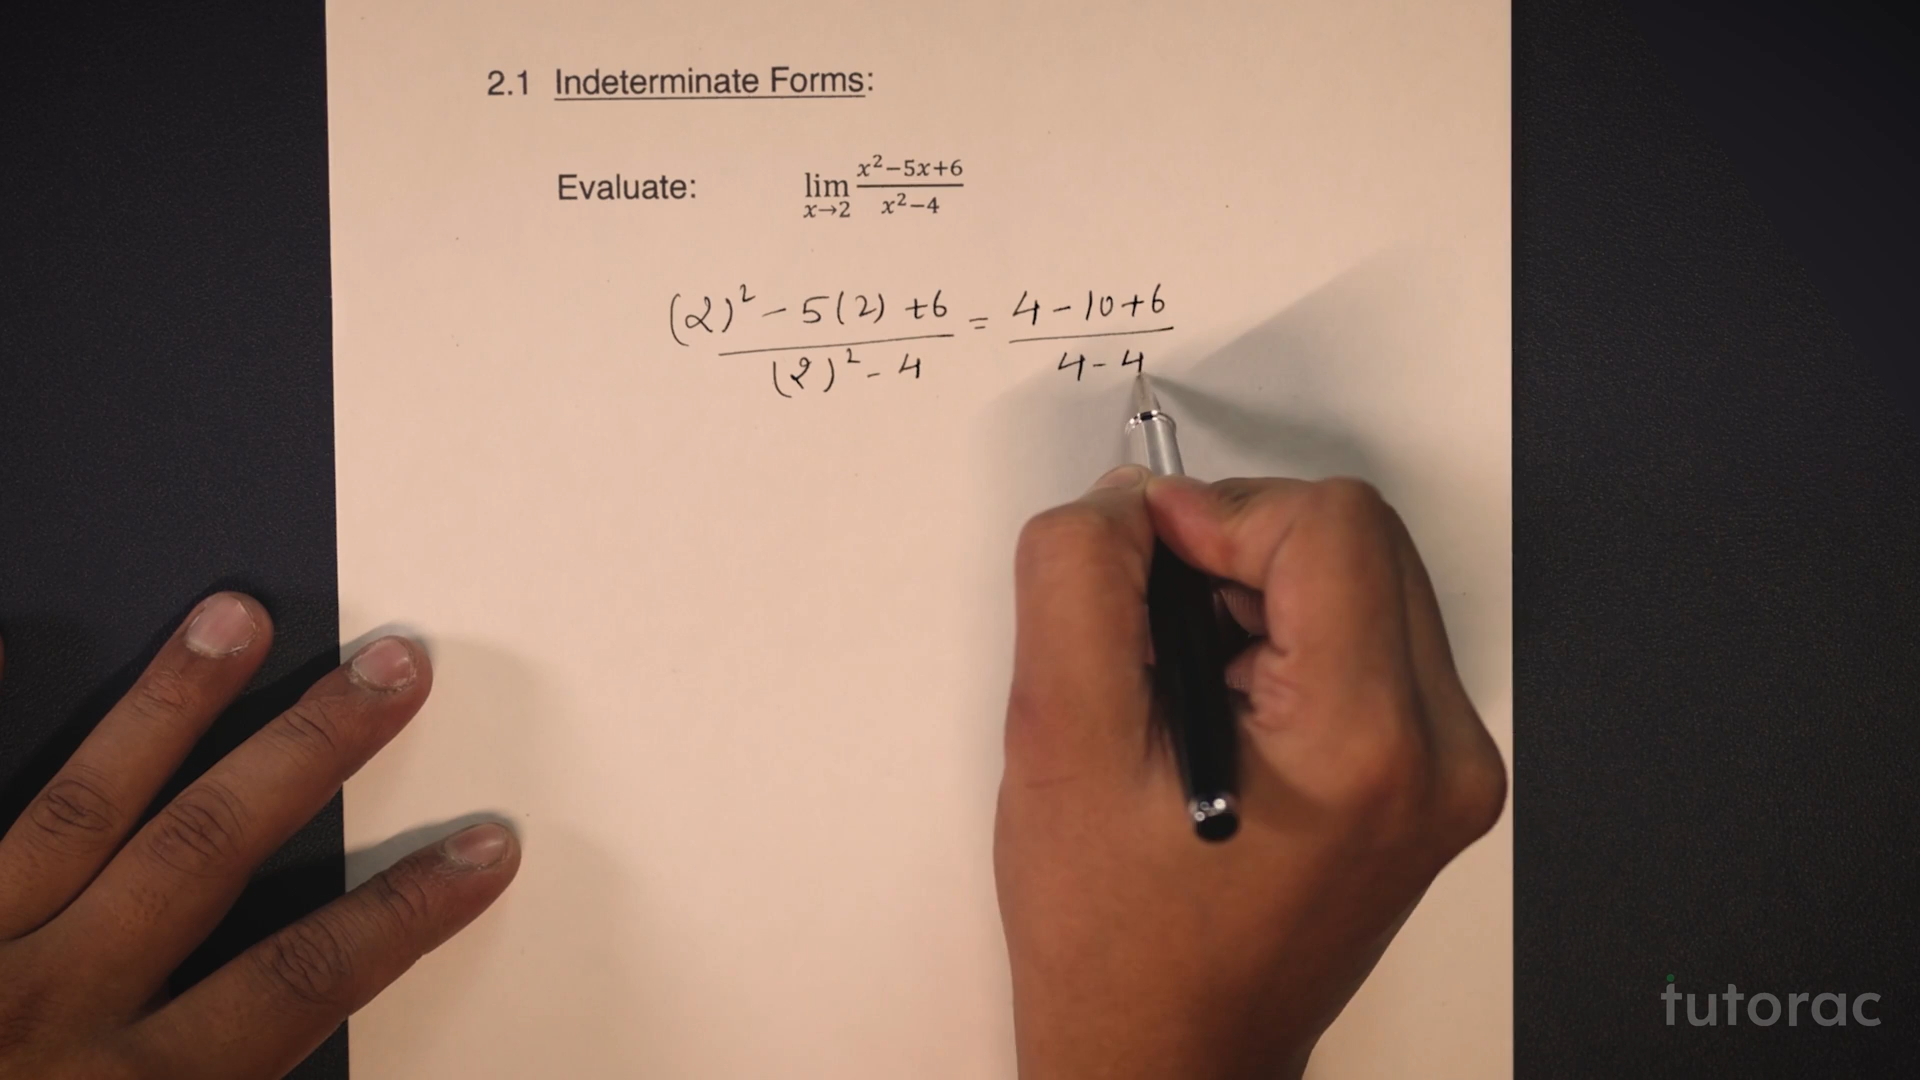 2.1 Indeterminate Forms:
Evaluate: lim x→2 x²−5x+6 / x²−4
(2)² − 5(2) + 6 / (2)² − 4 = 4 − 10 + 6 / 4 − 4
tutorac